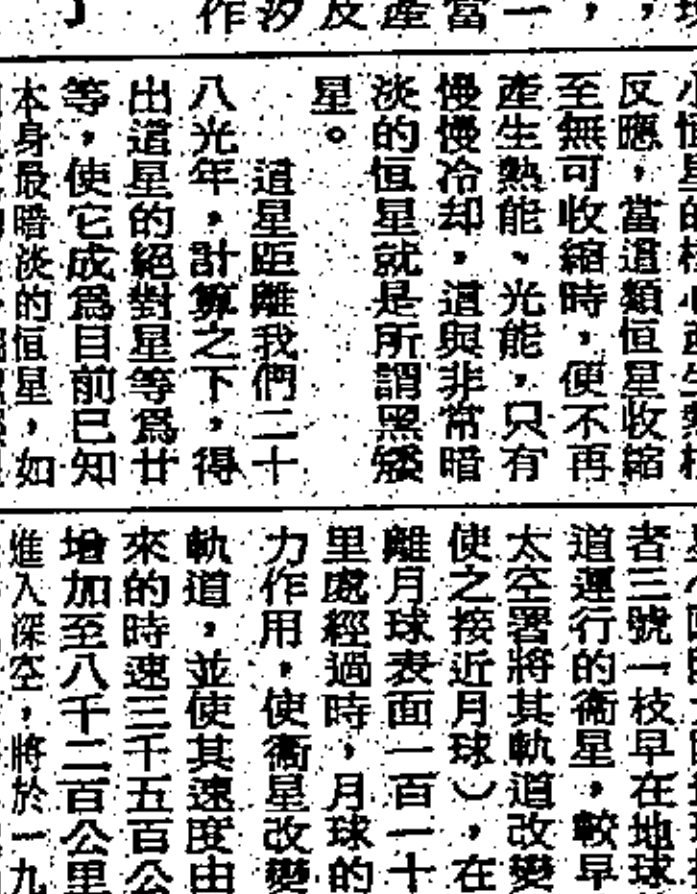 一
當
產
反
汐
作
」
反應，當這類恒星收縮
至無可收縮時，便不再
產生熱能、光能，只有
慢慢冷却，這與非常暗
淡的恒星就是所謂黑矮
星。
這星距離我們二十
八光年，計算之下，得
出這星的絕對星等爲廿
等，使它成爲目前已知
本身最暗淡的恒星，如
者三號一枝早在地球
道運行的衞星，較早
太空署將其軌道改變
使之接近月球），在
離月球表面一百一十
里處經過時，月球的
力作用，使衞星改變
軌道，並使其速度由
來的時速三千五百公
增加至八千二百公里
進入深空，將於一九